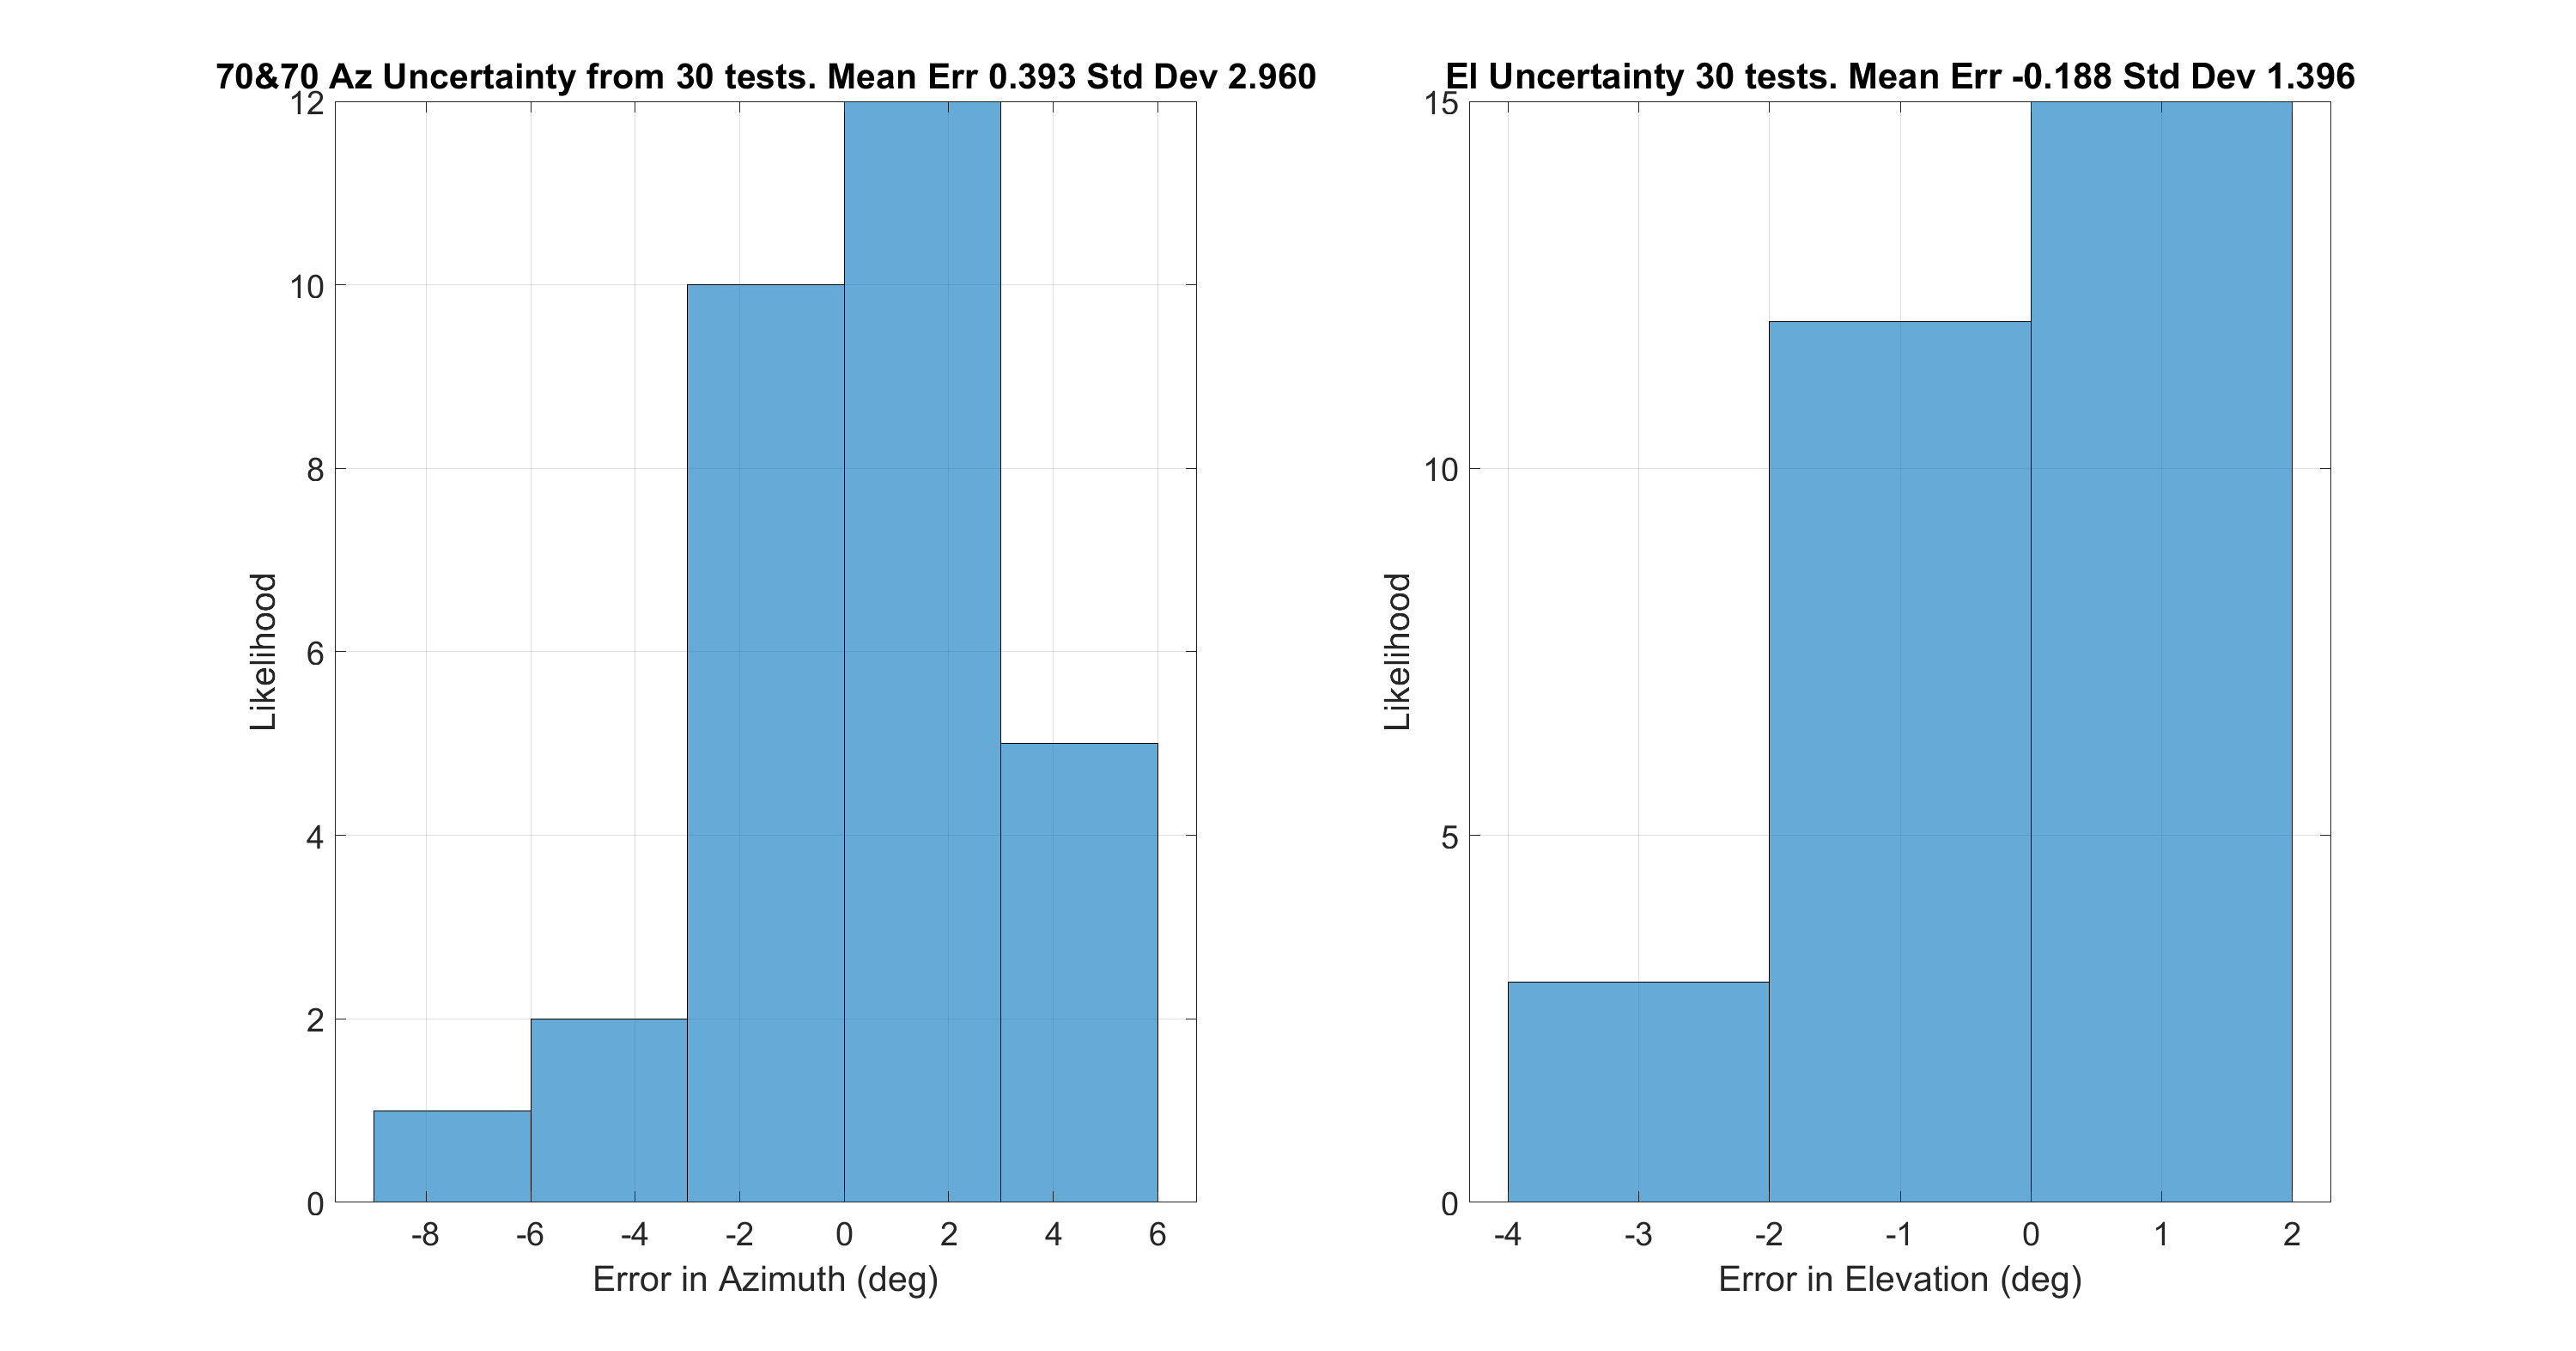 70&70 Az Uncertainty from 30 tests. Mean Err 0.393 Std Dev 2.960
12
10
8
6
4
2
0
Likelihood
-8 -6 -4 -2 0 2 4 6
Error in Azimuth (deg)
El Uncertainty 30 tests. Mean Err -0.188 Std Dev 1.396
15
10
5
0
Likelihood
-4 -3 -2 -1 0 1 2
Error in Elevation (deg)